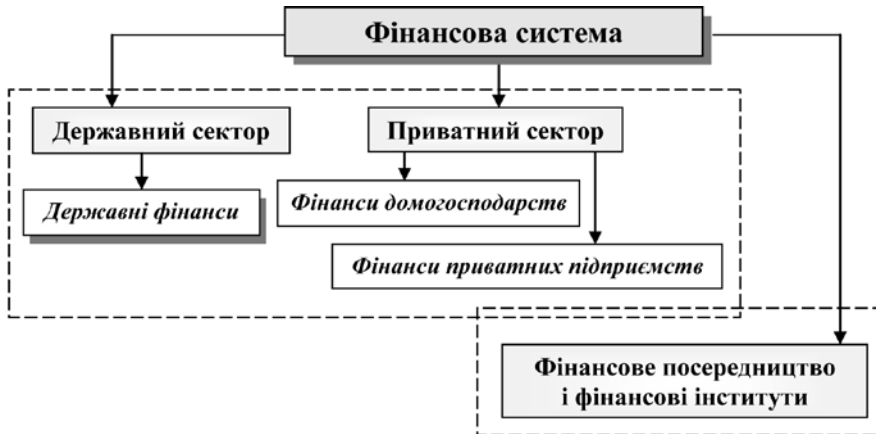 Фінансова система
Державний сектор
Приватний сектор
Державні фінанси
Фінанси домогосподарств
Фінанси приватних підприємств
Фінансове посередництво
і фінансові інститути